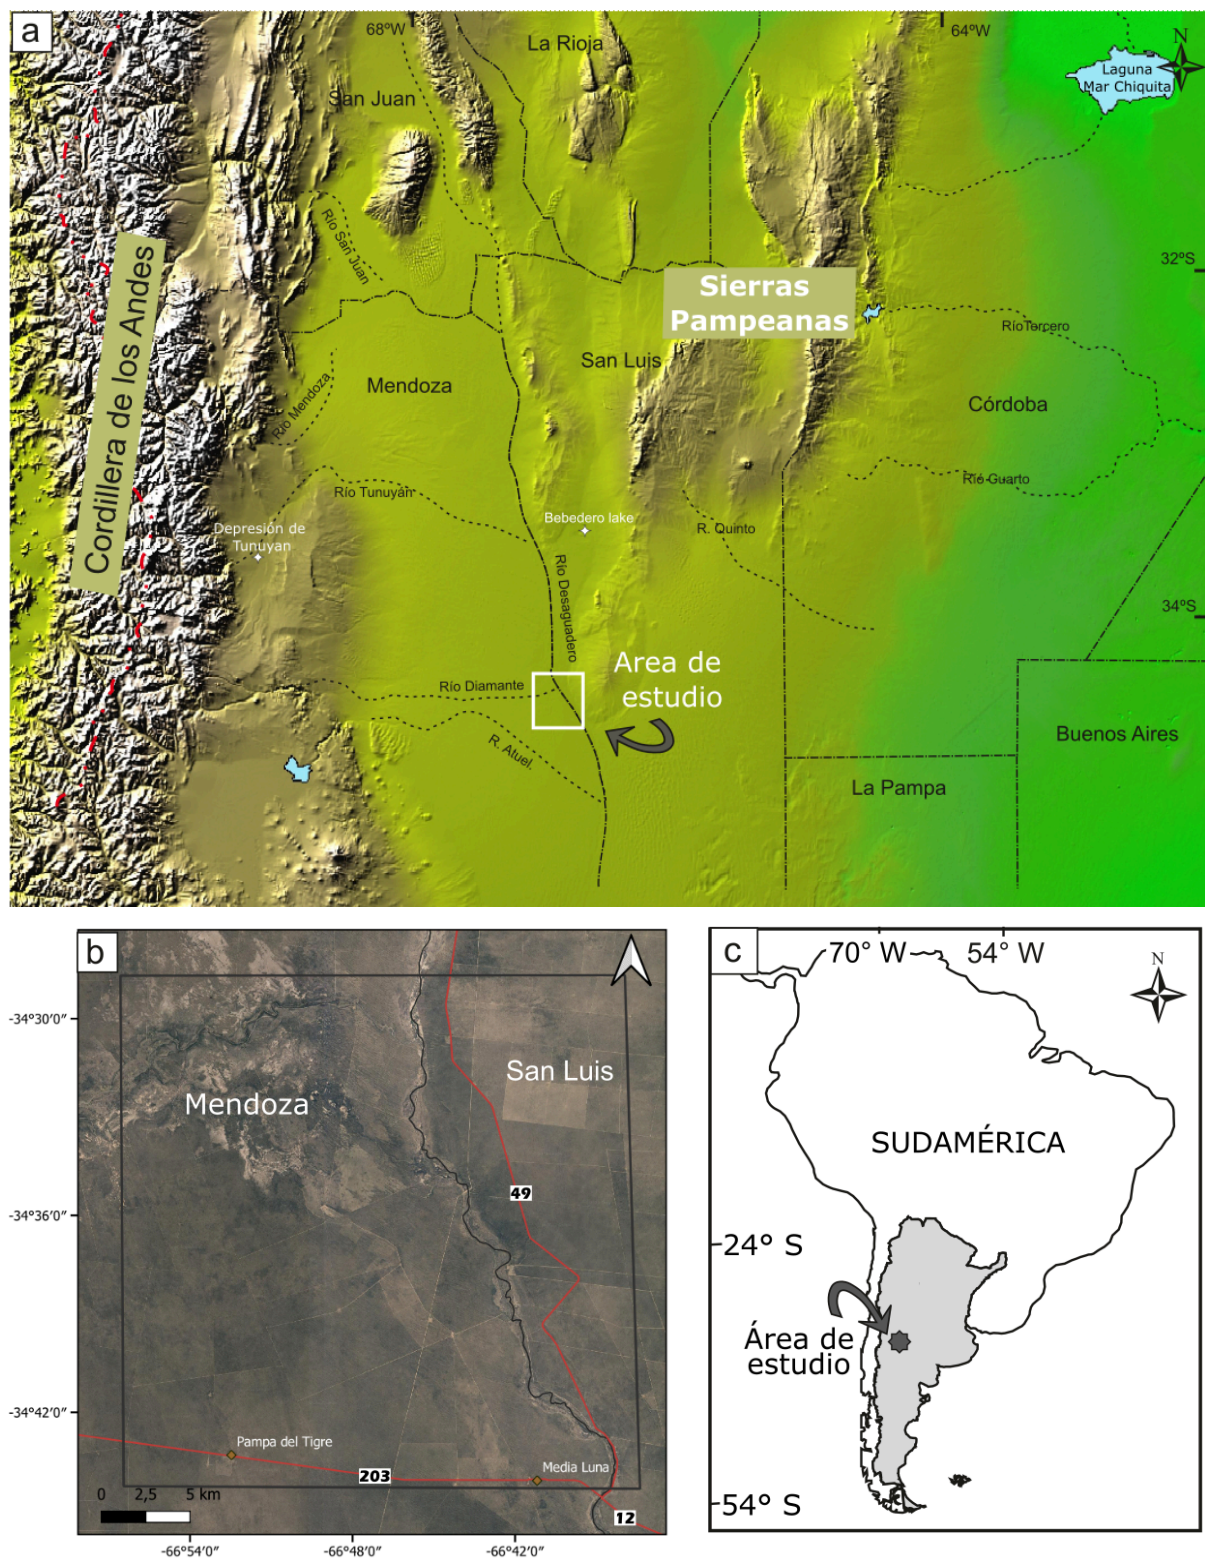 a
68ºW
64ºW
N
La Rioja
San Juan
Laguna
Mar Chiquita
Río San Juan
32ºS
Cordillera de los Andes
Sierras
Pampeanas
Río Tercero
San Luis
Mendoza
Río Mendoza
Córdoba
Río Tunuyán
Río Cuarto
Depresión de
Tunuyan
Bebedero lake
R. Quinto
Río Desaguadero
34ºS
Area de
estudio
Río Diamante
R. Atuel.
Buenos Aires
La Pampa
b
-34°30'0"
San Luis
Mendoza
49
-34°36'0"
-34°42'0"
Pampa del Tigre
Media Luna
203
0 2,5 5 km
12
-66°54'0" -66°48'0" -66°42'0"
c
70° W 54° W
N
SUDAMÉRICA
24° S
Área de
estudio
54° S